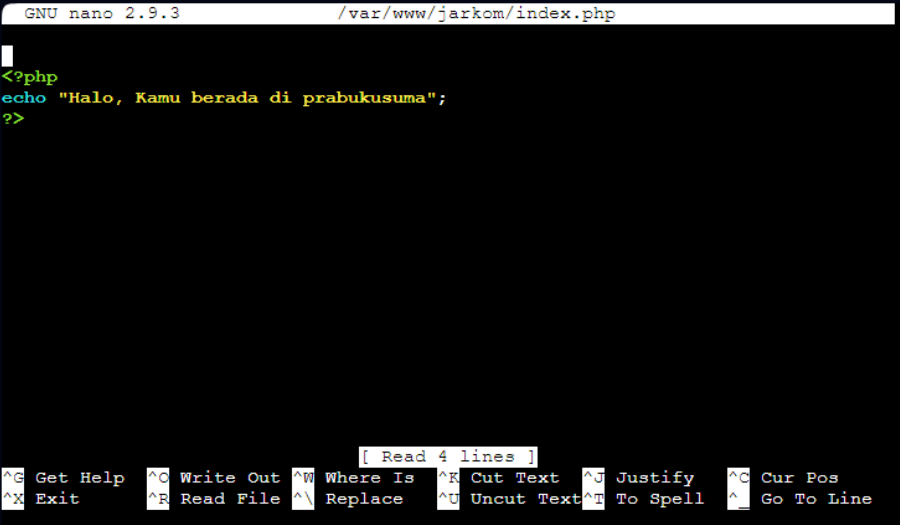 GNU nano 2.9.3 /var/www/jarkom/index.php
<?php
echo "Halo, Kamu berada di prabukusuma";
?>
[ Read 4 lines ]
^G Get Help ^O Write Out ^W Where Is ^K Cut Text ^J Justify ^C Cur Pos
^X Exit ^R Read File ^\ Replace ^U Uncut Text ^T To Spell ^_ Go To Line